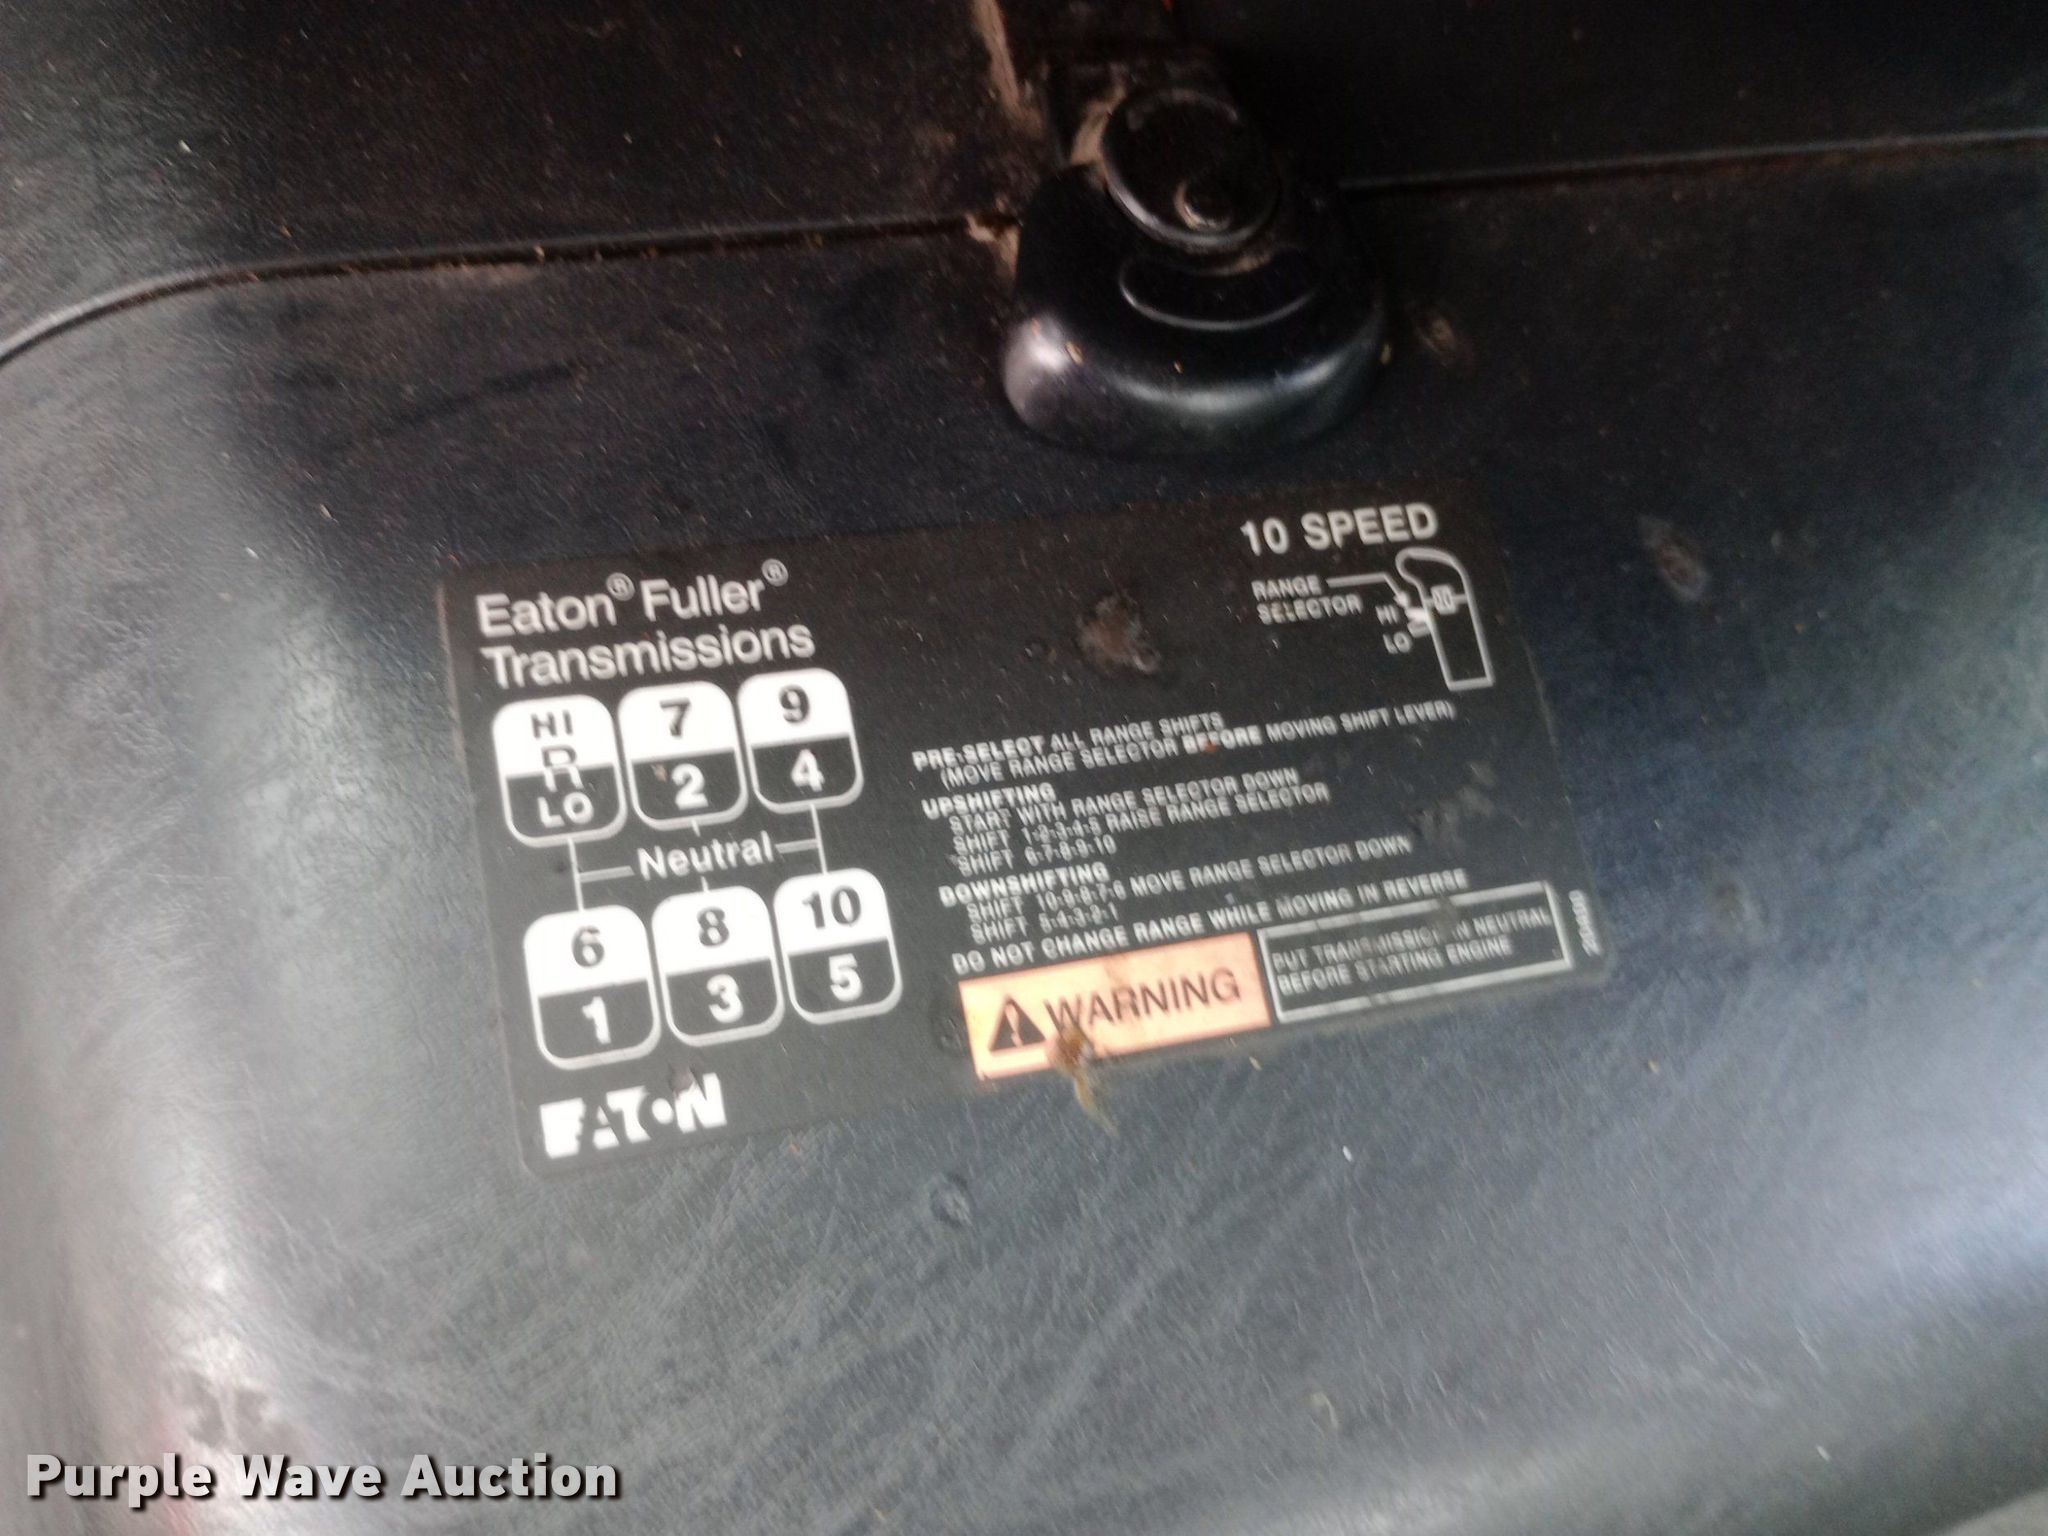 Eaton® Fuller®
Transmissions
10 SPEED
RANGE
SELECTOR
HI
LO
HI
R
LO
7
2
9
4
Neutral
6
1
8
3
10
5
EATON
PRE-SELECT ALL RANGE SHIFTS
(MOVE RANGE SELECTOR BEFORE MOVING SHIFT LEVER)
UPSHIFTING
START WITH RANGE SELECTOR DOWN
SHIFT 1-2-3-4-5 RAISE RANGE SELECTOR
SHIFT 6-7-8-9-10
DOWNSHIFTING
SHIFT 10-9-8-7-6 MOVE RANGE SELECTOR DOWN
SHIFT 5-4-3-2-1
DO NOT CHANGE RANGE WHILE MOVING IN REVERSE
WARNING
PUT TRANSMISSION IN NEUTRAL
BEFORE STARTING ENGINE
Purple Wave Auction